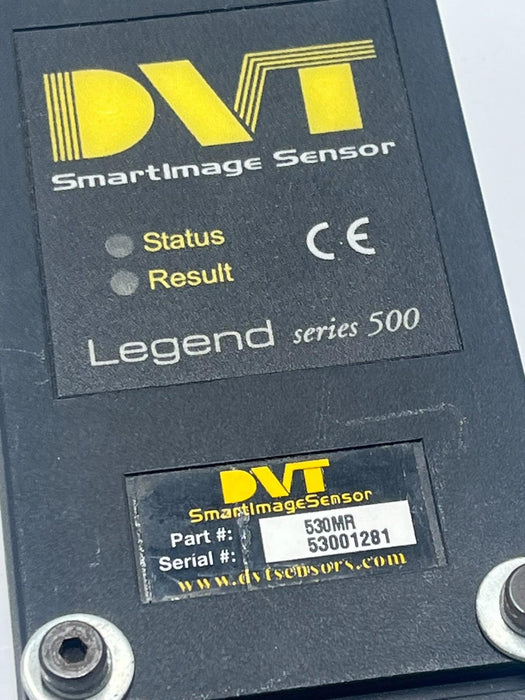 DVT
SmartImage Sensor
Status
CE
Result
Legend series 500
DVT
SmartImageSensor
Part #: 530MR
Serial #: 53001281
www.dvtsensors.com